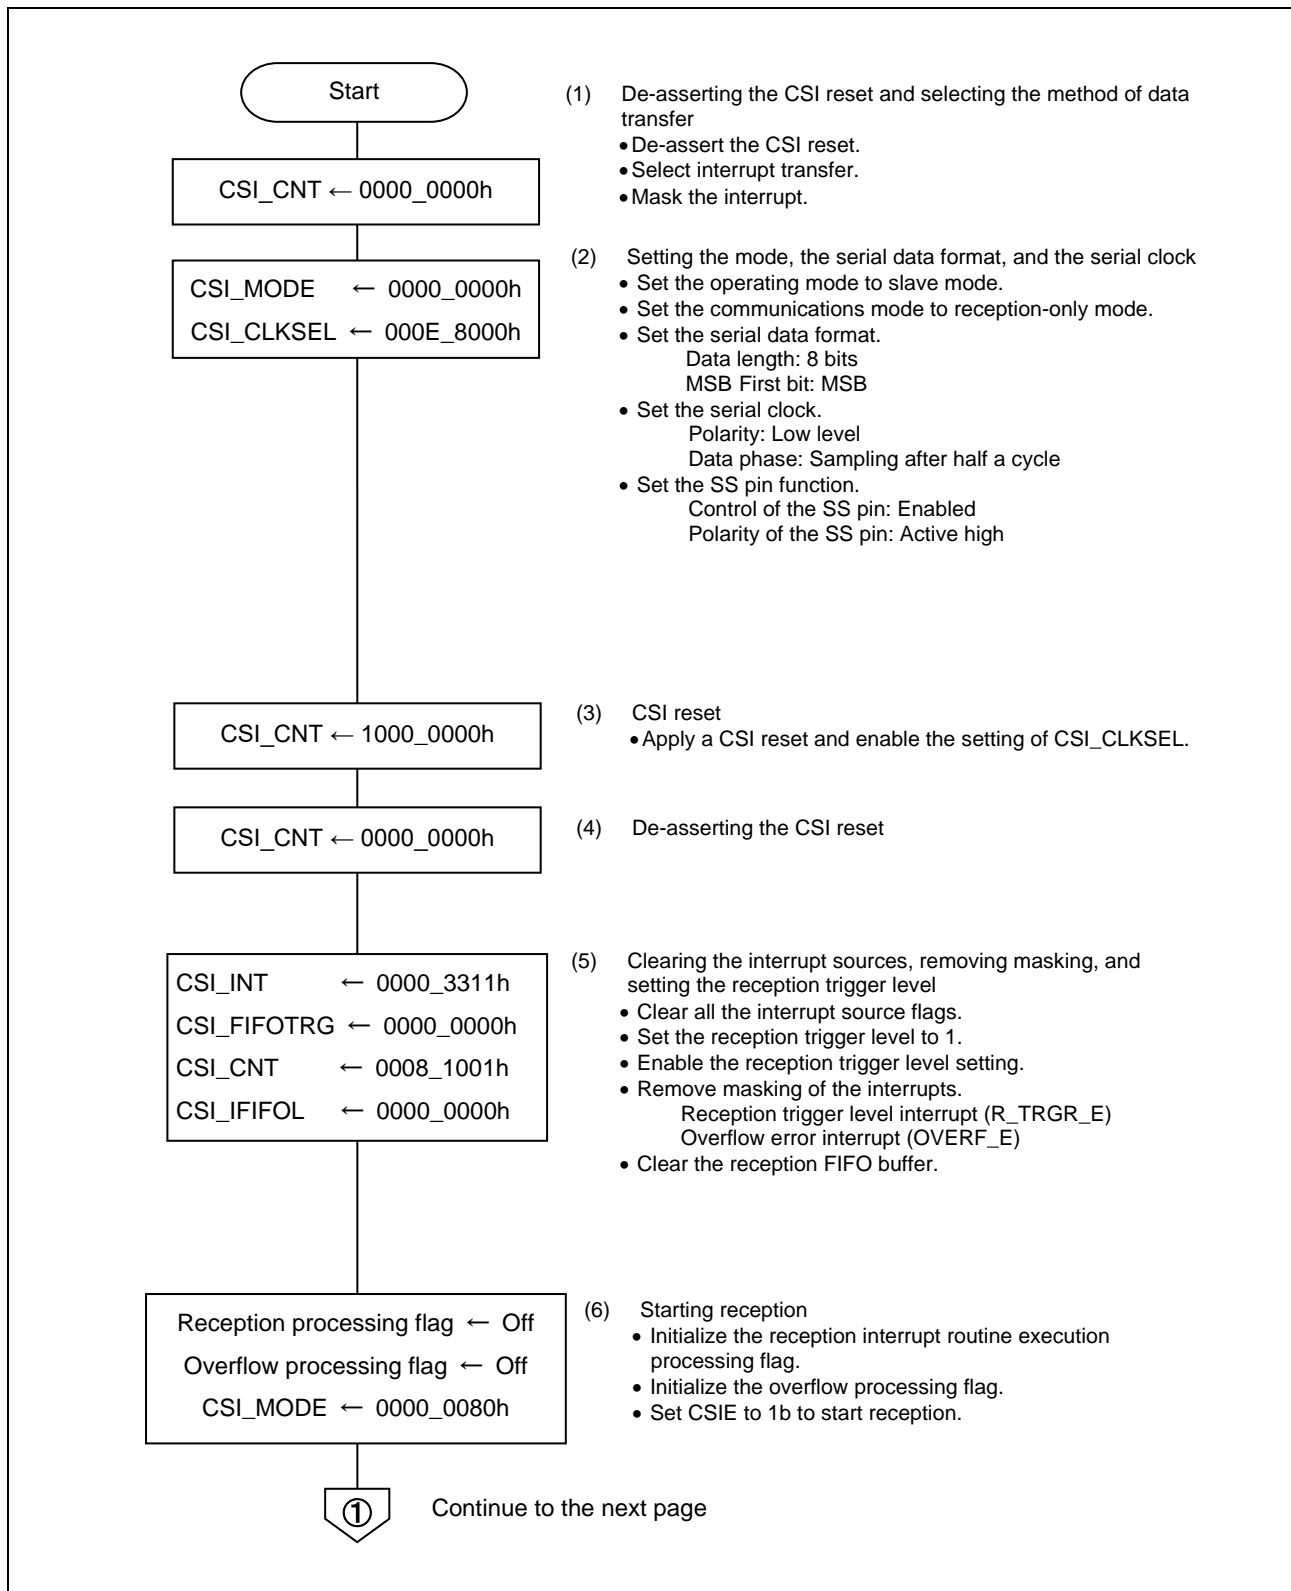 Start
(1) De-asserting the CSI reset and selecting the method of data
transfer
•De-assert the CSI reset.
•Select interrupt transfer.
•Mask the interrupt.
CSI_CNT ← 0000_0000h
(2) Setting the mode, the serial data format, and the serial clock
• Set the operating mode to slave mode.
• Set the communications mode to reception-only mode.
• Set the serial data format.
Data length: 8 bits
MSB First bit: MSB
• Set the serial clock.
Polarity: Low level
Data phase: Sampling after half a cycle
• Set the SS pin function.
Control of the SS pin: Enabled
Polarity of the SS pin: Active high
CSI_MODE ← 0000_0000h
CSI_CLKSEL ← 000E_8000h
(3) CSI reset
•Apply a CSI reset and enable the setting of CSI_CLKSEL.
CSI_CNT ← 1000_0000h
(4) De-asserting the CSI reset
CSI_CNT ← 0000_0000h
(5) Clearing the interrupt sources, removing masking, and
setting the reception trigger level
• Clear all the interrupt source flags.
• Set the reception trigger level to 1.
• Enable the reception trigger level setting.
• Remove masking of the interrupts.
Reception trigger level interrupt (R_TRGR_E)
Overflow error interrupt (OVERF_E)
• Clear the reception FIFO buffer.
CSI_INT ← 0000_3311h
CSI_FIFOTRG ← 0000_0000h
CSI_CNT ← 0008_1001h
CSI_IFIFOL ← 0000_0000h
(6) Starting reception
• Initialize the reception interrupt routine execution
processing flag.
• Initialize the overflow processing flag.
• Set CSIE to 1b to start reception.
Reception processing flag ← Off
Overflow processing flag ← Off
CSI_MODE ← 0000_0080h
① Continue to the next page